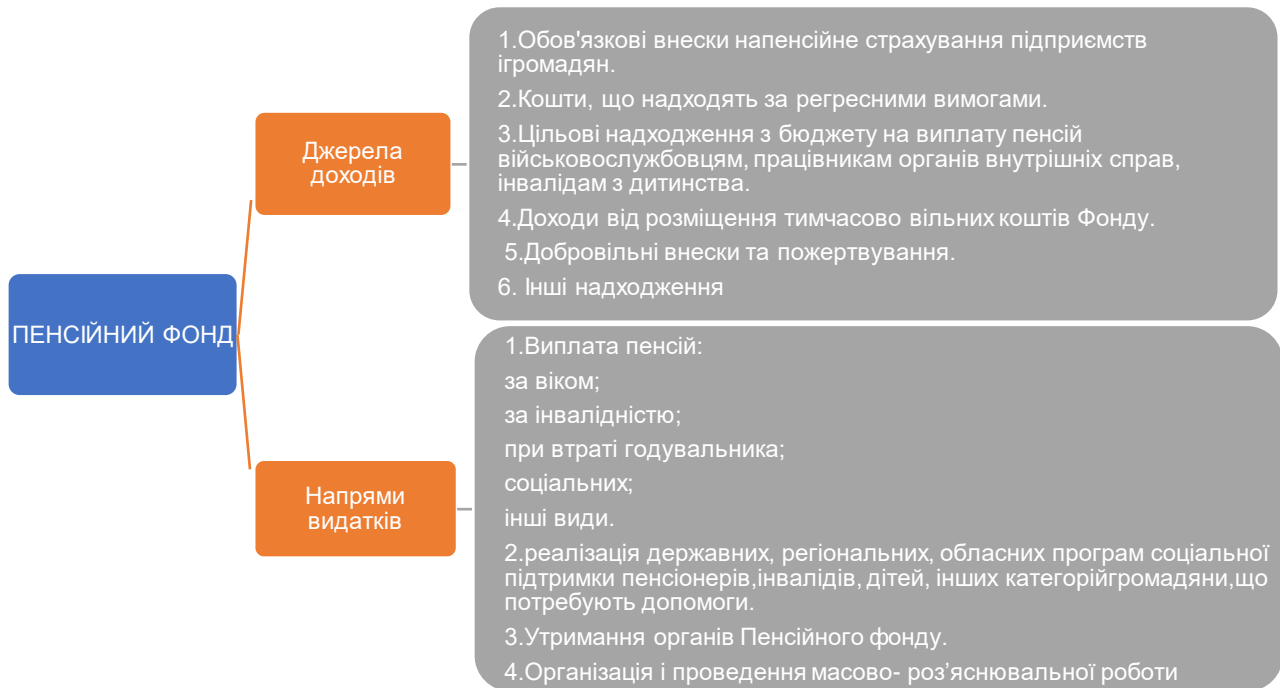 ПЕНСІЙНИЙ ФОНД
Джерела
доходів
1.Обов'язкові внески напенсійне страхування підприємств
ігромадян.
2.Кошти, що надходять за регресними вимогами.
3.Цільові надходження з бюджету на виплату пенсій
військовослужбовцям, працівникам органів внутрішніх справ,
інвалідам з дитинства.
4.Доходи від розміщення тимчасово вільних коштів Фонду.
5.Добровільні внески та пожертвування.
6. Інші надходження
Напрями
видатків
1.Виплата пенсій:
за віком;
за інвалідністю;
при втраті годувальника;
соціальних;
інші види.
2.реалізація державних, регіональних, обласних програм соціальної
підтримки пенсіонерів,інвалідів, дітей, інших категорійгромадяни,що
потребують допомоги.
3.Утримання органів Пенсійного фонду.
4.Організація і проведення масово- роз’яснювальної роботи